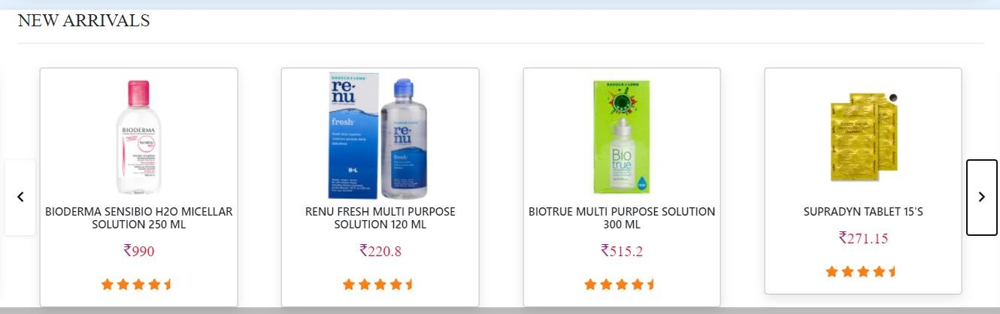 NEW ARRIVALS
BIODERMA
Sensibio
H2O
BIODERMA SENSIBIO H2O MICELLAR
SOLUTION 250 ML
₹990
BAUSCH + LOMB
re-
nu
fresh
B+L
re-
nu
fresh
RENU FRESH MULTI PURPOSE
SOLUTION 120 ML
₹220.8
BAUSCH + LOMB
Bio
true
BIOTRUE MULTI PURPOSE SOLUTION
300 ML
₹515.2
SUPRADYN TABLET 15'S
₹271.15